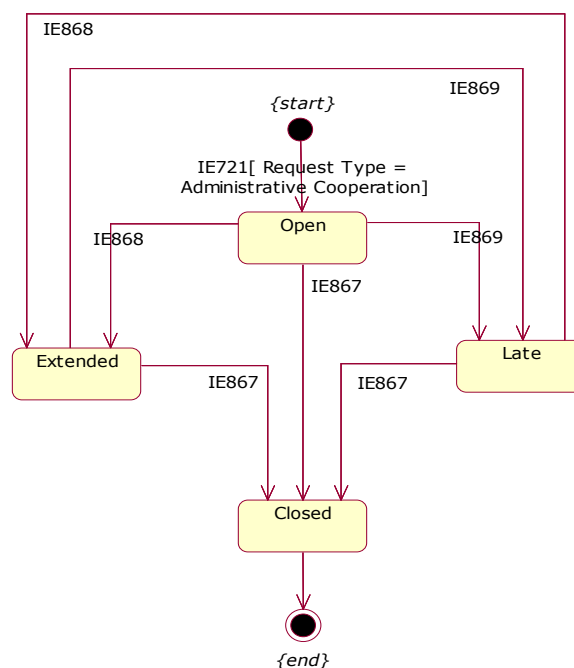 IE868
IE869
{start}
IE721[ Request Type =
Administrative Cooperation]
Open
IE868
IE869
IE867
Extended
Late
IE867
IE867
Closed
{end}